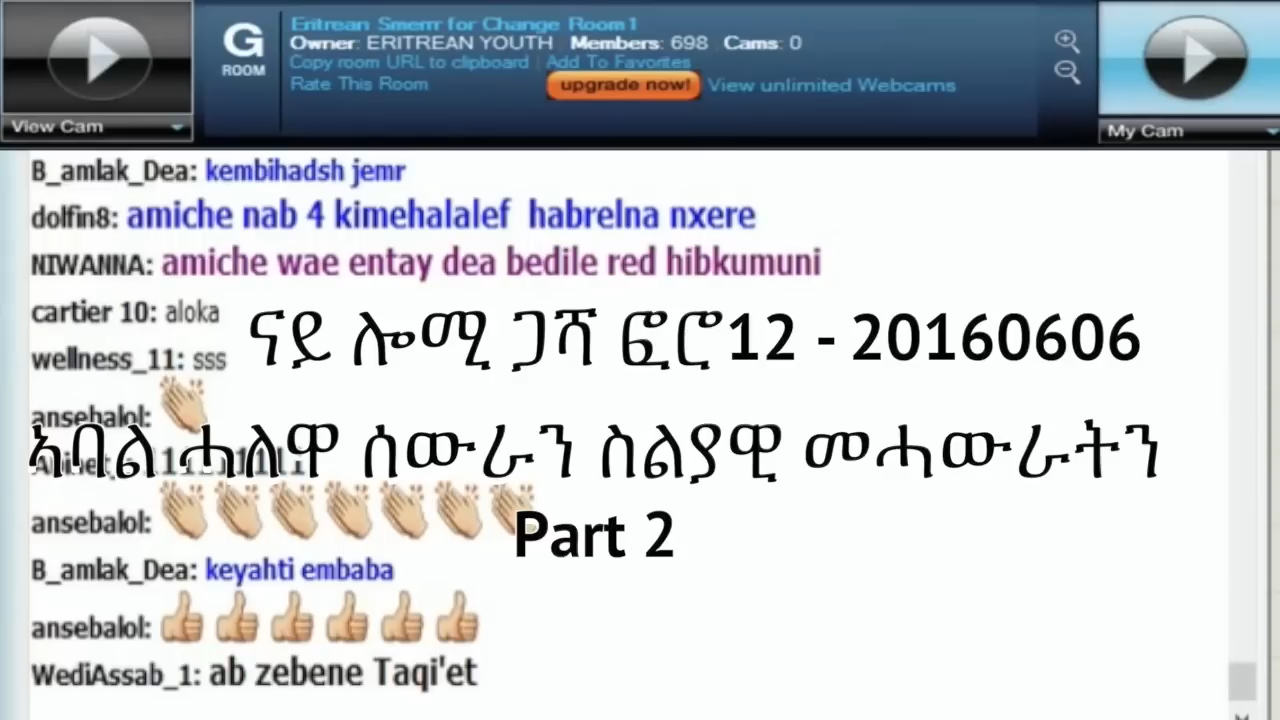 Eritrean Smerrr for Change Room1
G ROOM
Owner: ERITREAN YOUTH Members: 698 Cams: 0
Copy room URL to clipboard | Add To Favorites
Rate This Room upgrade now! View unlimited Webcams
View Cam
My Cam
B_amlak_Dea: kembihadsh jemr
dolfin8: amiche nab 4 kimehalalef habrelna nxere
NIWANNA: amiche wae entay dea bedile red hibkumuni
cartier 10: aloka
ናይ ሎሚ ጋሻ ፎሮ12 - 20160606
wellness_11: sss
ansebalol:
ኣባል ሓለዋ ሰውራን ስልያዊ መሓውራትን
ansebalol:
Part 2
B_amlak_Dea: keyahti embaba
ansebalol:
WediAssab_1: ab zebene Taqi'et